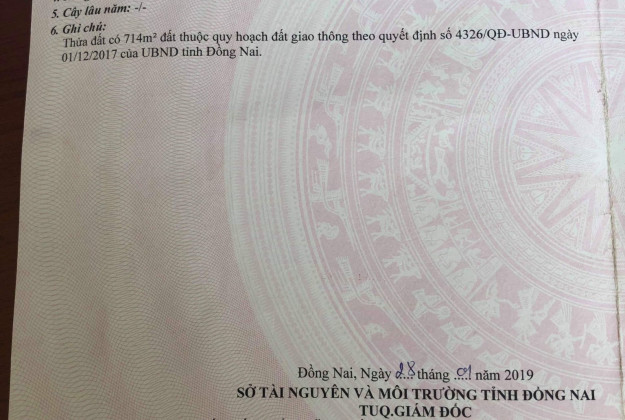 5. Cây lâu năm: -/-
6. Ghi chú:
Thửa đất có 714m² đất thuộc quy hoạch đất giao thông theo quyết định số 4326/QĐ-UBND ngày
01/12/2017 của UBND tỉnh Đồng Nai.
Đồng Nai, Ngày 28 tháng 01 năm 2019
SỞ TÀI NGUYÊN VÀ MÔI TRƯỜNG TỈNH ĐỒNG NAI
TUQ.GIÁM ĐỐC